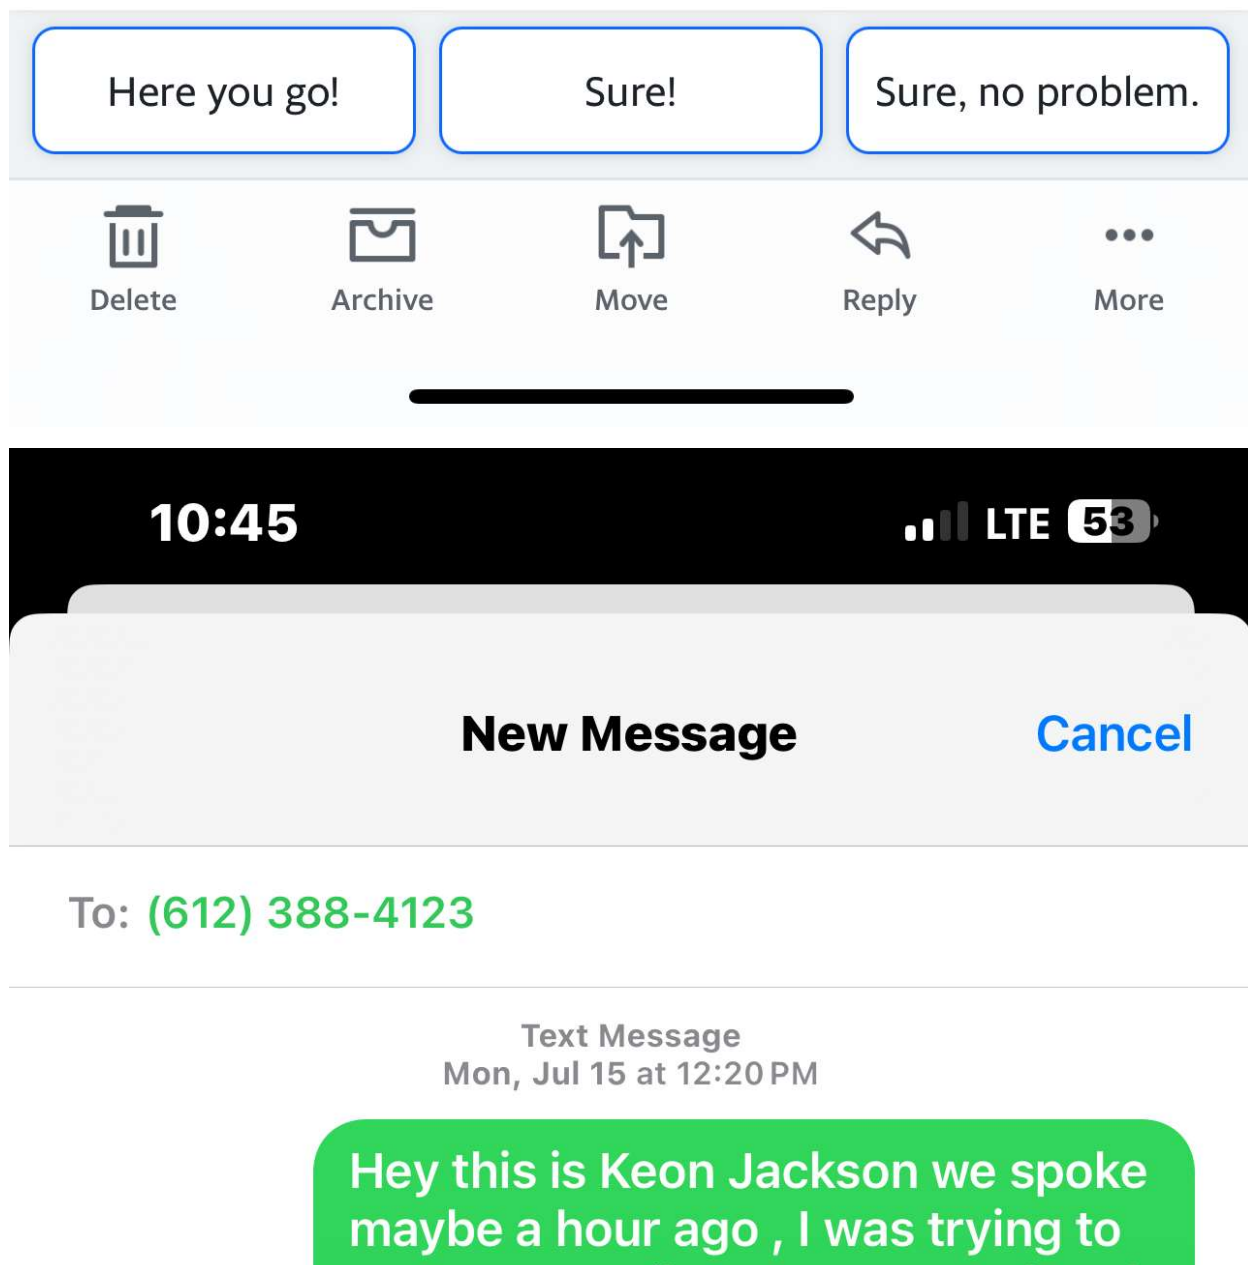 Here you go!
Sure!
Sure, no problem.
Delete
Archive
Move
Reply
More
10:45
LTE 53
New Message
Cancel
To: (612) 388-4123
Text Message
Mon, Jul 15 at 12:20 PM
Hey this is Keon Jackson we spoke
maybe a hour ago , I was trying to